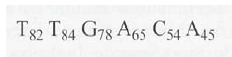 T₈₂ T₈₄ G₇₈ A₆₅ C₅₄ A₄₅